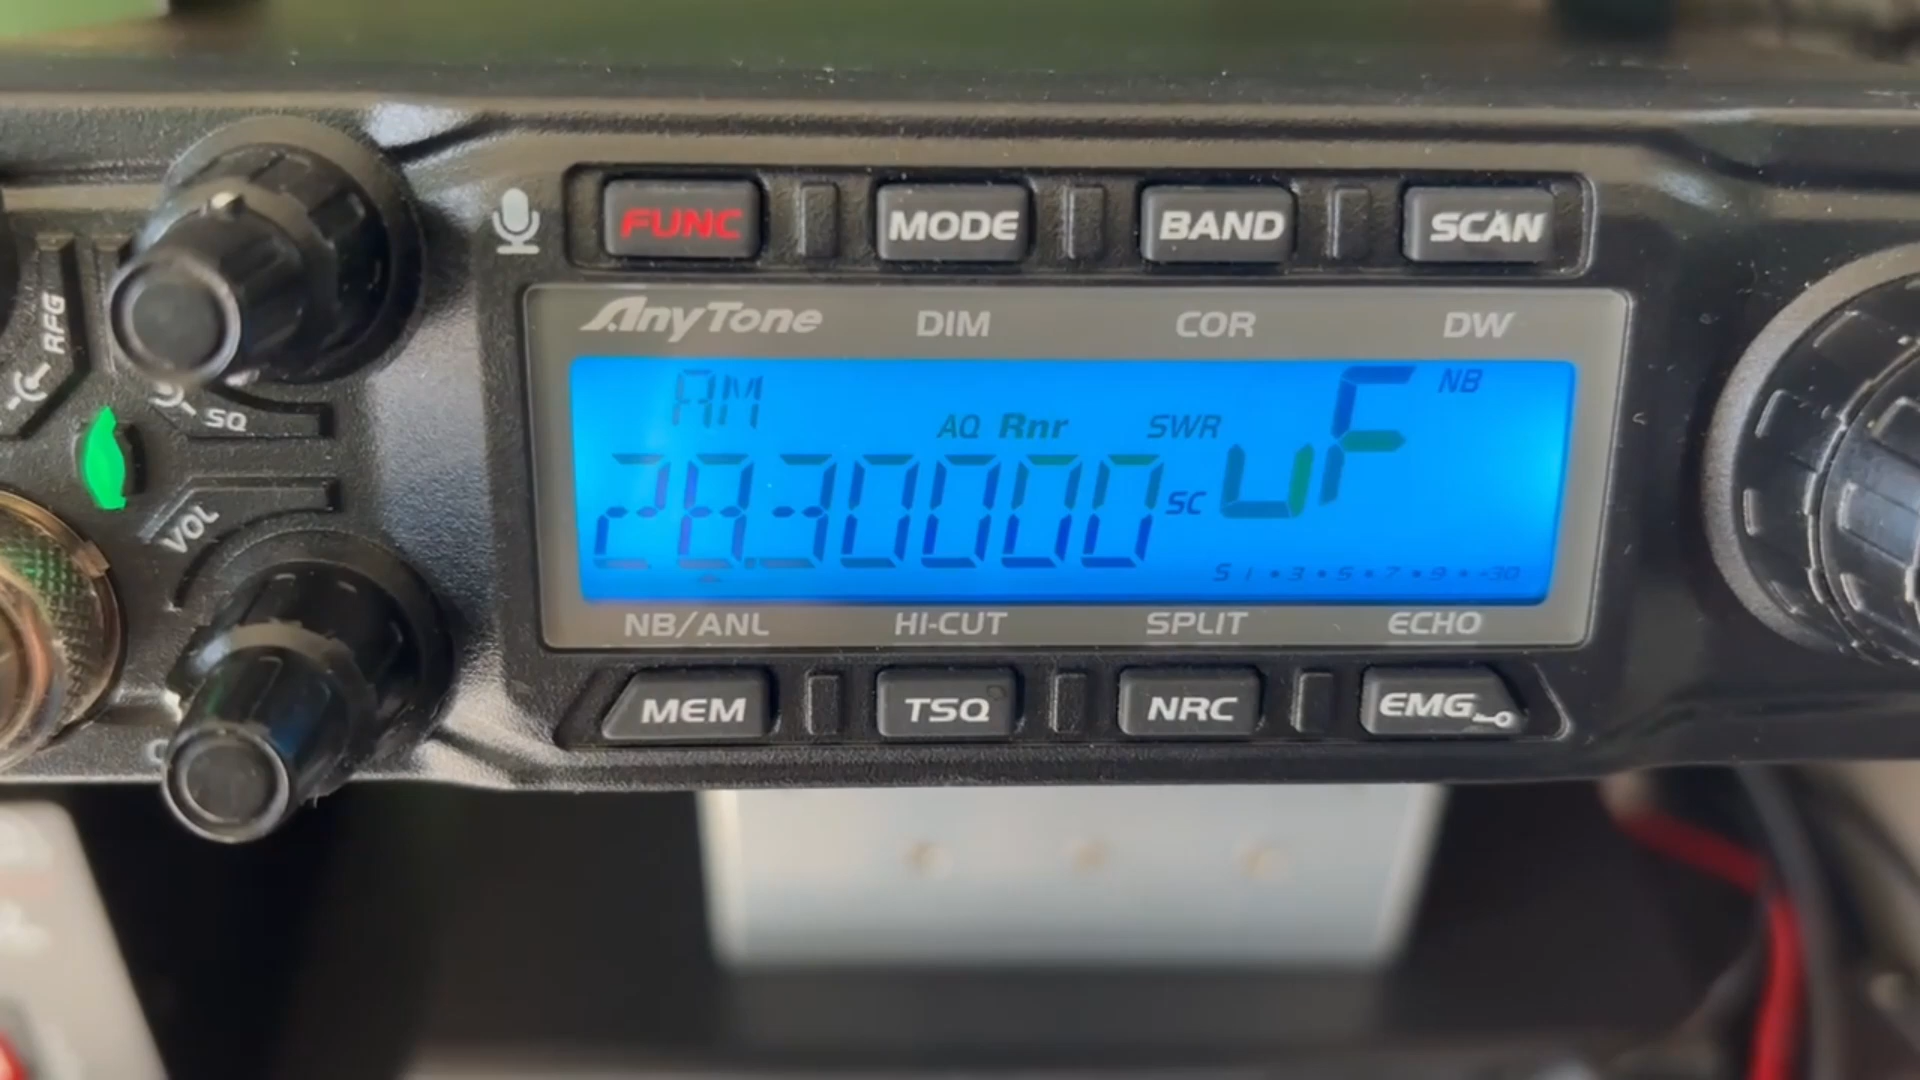 FUNC MODE BAND SCAN
AnyTone DIM COR DW
RFG
SQ
VOL
AM uF NB
AQ Rnr SWR
28.30000 SC
S 1 • 3 • 5 • 7 • 9 • +30
NB/ANL HI-CUT SPLIT ECHO
MEM TSQ NRC EMG